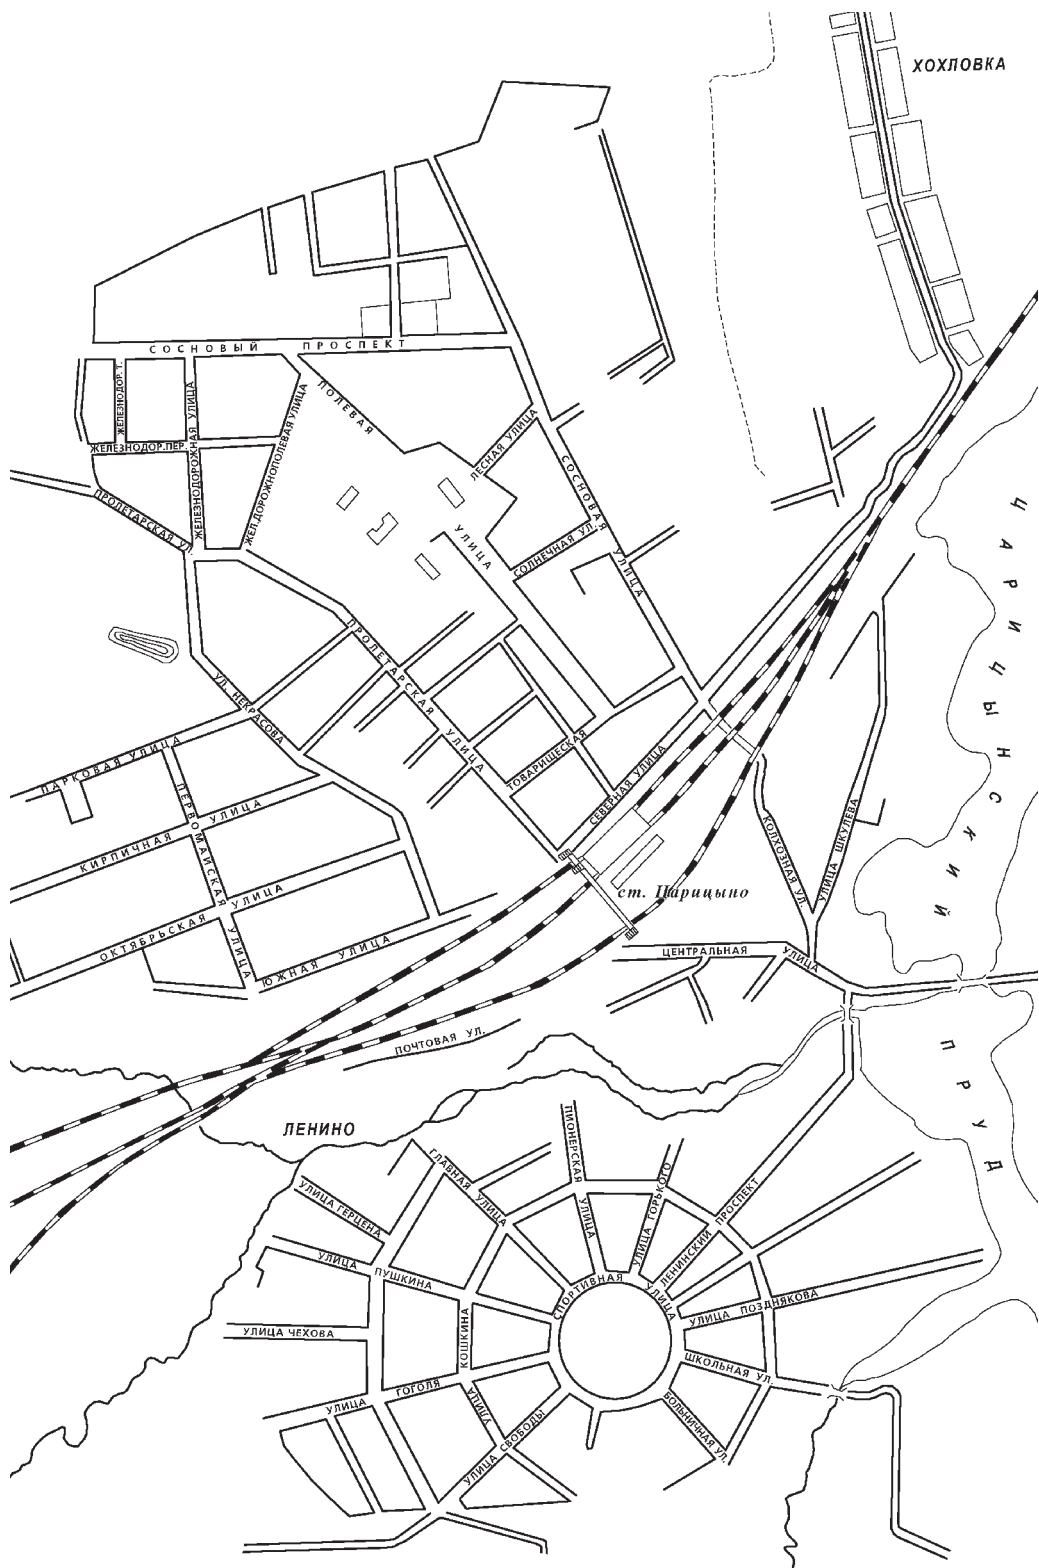 ХОХЛОВКА
СОСНОВЫЙ ПРОСПЕКТ
ЖЕЛЕЗНОДОР. Т.
ЖЕЛЕЗНОДОР. ПЕР.
ЖЕЛЕЗНОДОРОЖНАЯ УЛИЦА
ЖЕЛ.ДОРОЖНОПОЛЕВАЯ УЛИЦА
ПОЛЕВАЯ
УЛИЦА
ЛЕСНАЯ УЛИЦА
СОСНОВАЯ УЛИЦА
СОЛНЕЧНАЯ УЛ.
ПРОЛЕТАРСКАЯ УЛ.
ПРОЛЕТАРСКАЯ УЛИЦА
УЛ. НЕКРАСОВА
ПАРКОВАЯ УЛИЦА
ПЕРВОМАЙСКАЯ УЛИЦА
КИРПИЧНАЯ УЛИЦА
ОКТЯБРЬСКАЯ УЛИЦА
ЮЖНАЯ УЛИЦА
ТОВАРИЩЕСКАЯ
СЕВЕРНАЯ УЛИЦА
ст. Царицыно
КОЛХОЗНАЯ УЛ.
УЛИЦА ШКУЛЕВА
ЦАРИЦЫНСКИЙ
ПРУД
ЦЕНТРАЛЬНАЯ УЛИЦА
ПОЧТОВАЯ УЛ.
ЛЕНИНО
ГЛАВНАЯ УЛИЦА
ПИОНЕРСКАЯ УЛИЦА
УЛИЦА ГОРЬКОГО
ЛЕНИНСКИЙ ПРОСПЕКТ
УЛИЦА ГЕРЦЕНА
УЛИЦА ПУШКИНА
СПОРТИВНАЯ УЛИЦА
УЛИЦА ПОЗДНЯКОВА
УЛИЦА ЧЕХОВА
КОШКИНА
УЛИЦА
ШКОЛЬНАЯ УЛ.
УЛИЦА ГОГОЛЯ
УЛИЦА СВОБОДЫ
БОЛЬНИЧНАЯ УЛ.